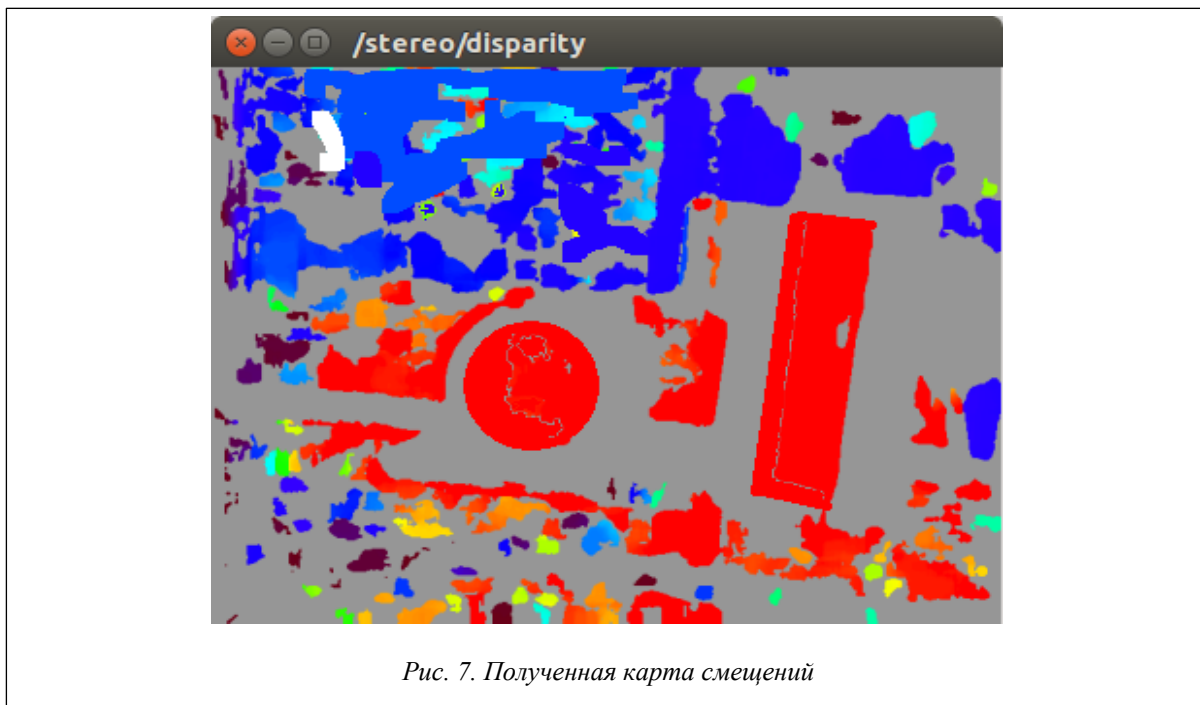 /stereo/disparity
Рис. 7. Полученная карта смещений